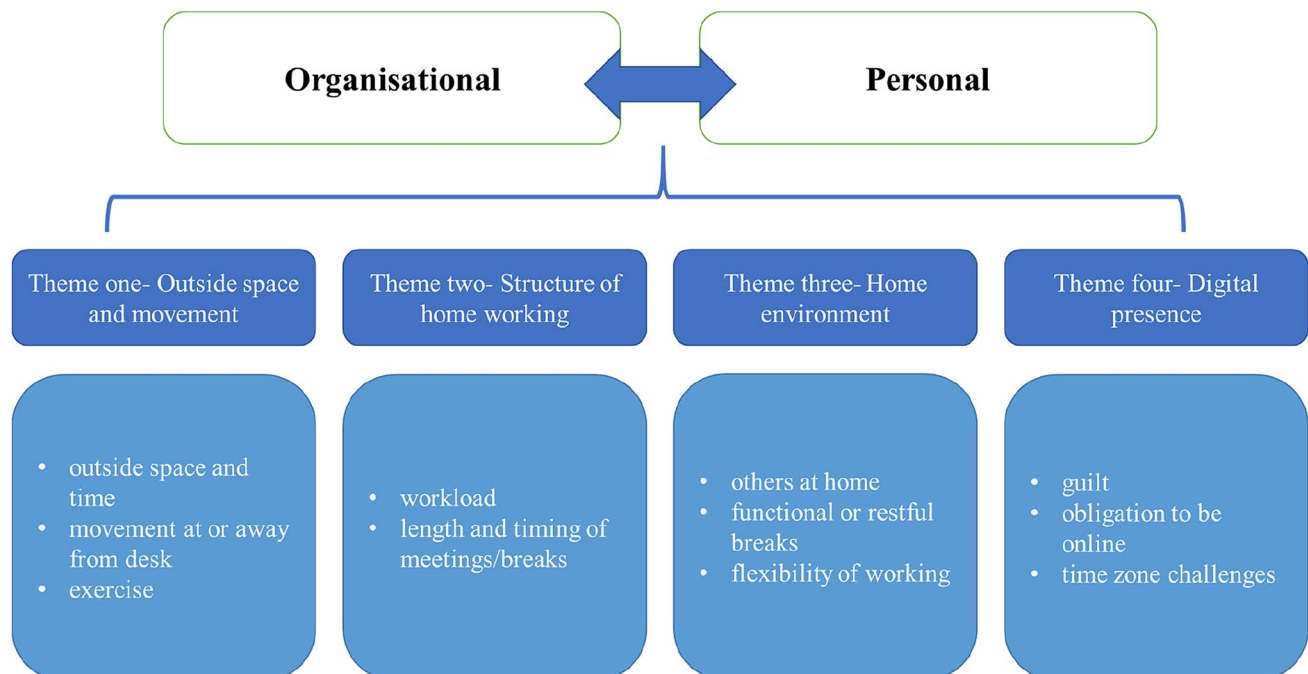 Organisational
Personal
Theme one- Outside space
and movement
Theme two- Structure of
home working
Theme three- Home
environment
Theme four- Digital
presence
• outside space and
time
• movement at or away
from desk
• exercise
• workload
• length and timing of
meetings/breaks
• others at home
• functional or restful
breaks
• flexibility of working
• guilt
• obligation to be
online
• time zone challenges